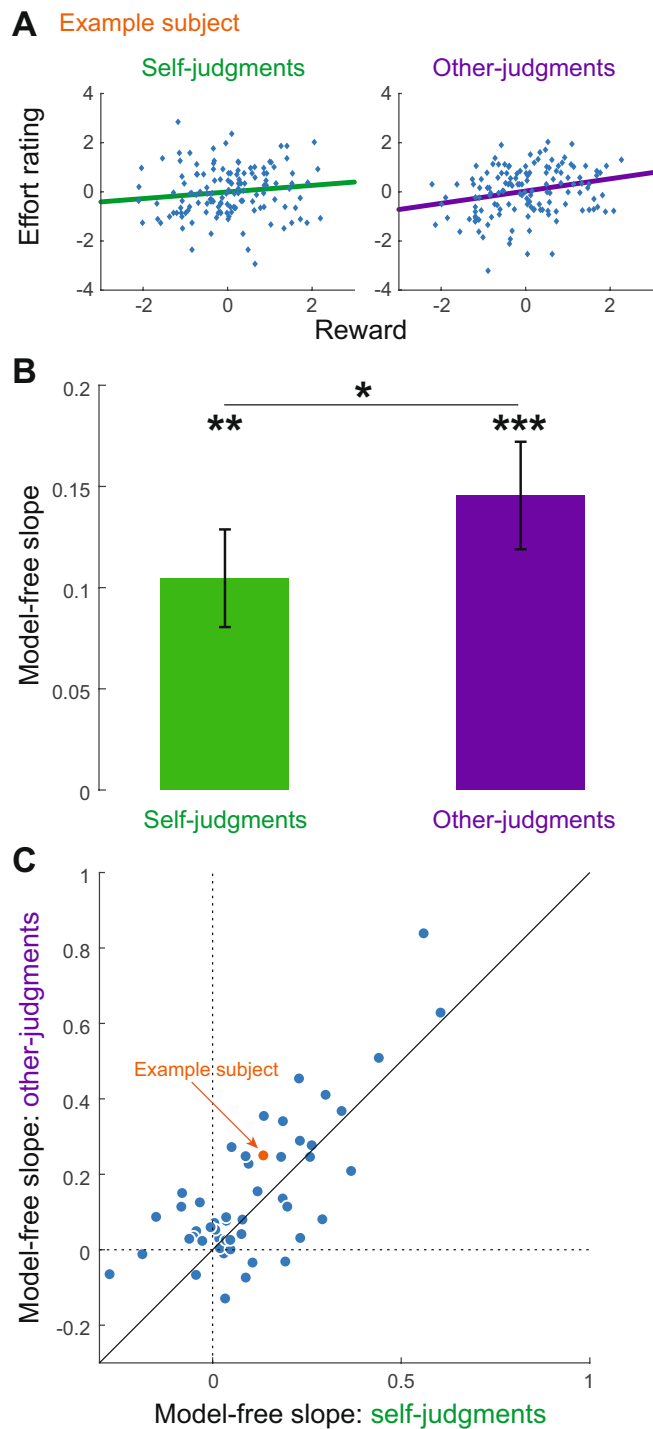 A Example subject
Self-judgments Other-judgments
Effort rating
4 4
2 2
0 0
-2 -2
-4 -4
-2 0 2 -2 0 2
Reward
B
Model-free slope
0.2
*
** ***
0.15
0.1
0.05
0
Self-judgments Other-judgments
C
Model-free slope: other-judgments
1
0.8
0.6
Example subject
0.4
0.2
0
-0.2
0 0.5 1
Model-free slope: self-judgments